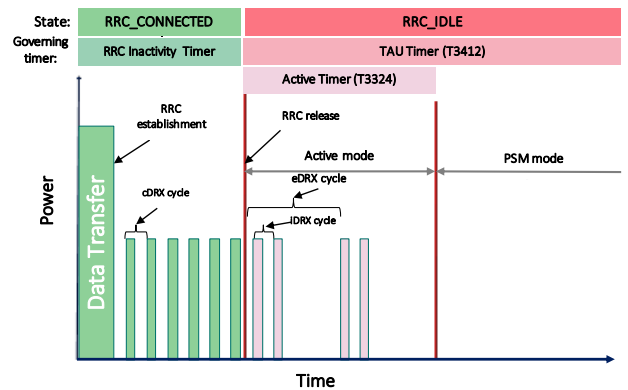 State:
RRC_CONNECTED
RRC_IDLE
Governing
timer:
RRC Inactivity Timer
TAU Timer (T3412)
Active Timer (T3324)
RRC
establishment
RRC release
Active mode
PSM mode
eDRX cycle
cDRX cycle
iDRX cycle
Data Transfer
Power
Time